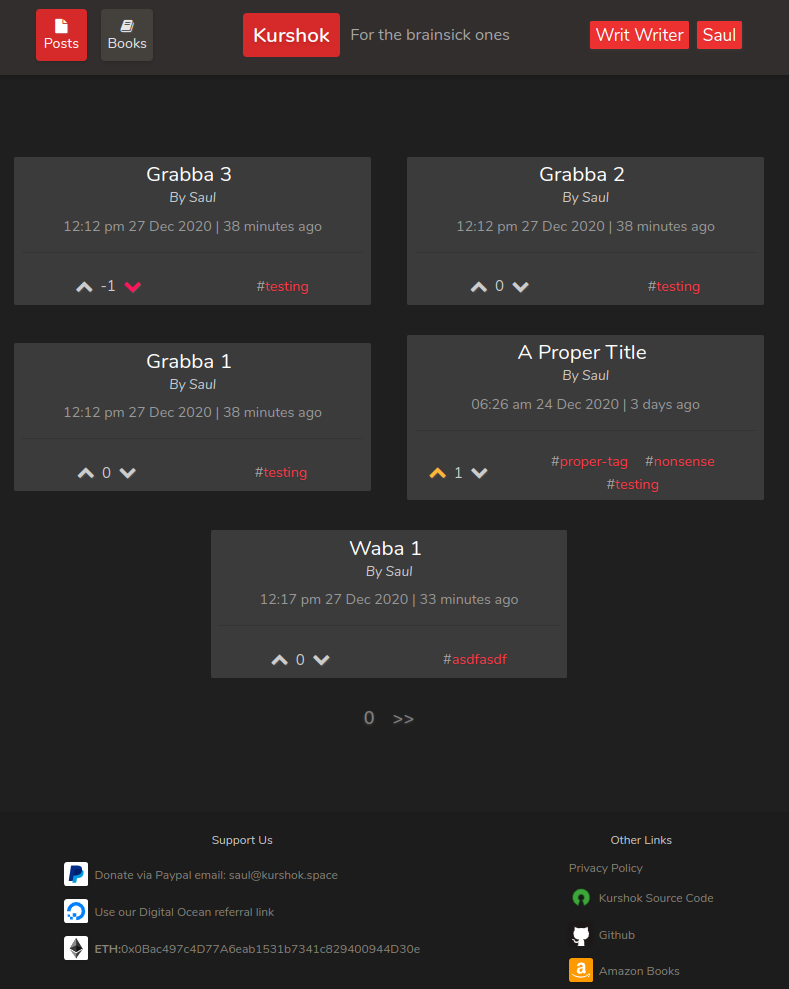 Posts
Books
Kurshok
For the brainsick ones
Writ Writer
Saul
Grabba 3
By Saul
12:12 pm 27 Dec 2020 | 38 minutes ago
-1
#testing
Grabba 2
By Saul
12:12 pm 27 Dec 2020 | 38 minutes ago
0
#testing
Grabba 1
By Saul
12:12 pm 27 Dec 2020 | 38 minutes ago
0
#testing
A Proper Title
By Saul
06:26 am 24 Dec 2020 | 3 days ago
1
#proper-tag #nonsense
#testing
Waba 1
By Saul
12:17 pm 27 Dec 2020 | 33 minutes ago
0
#asdfasdf
0 >>
Support Us
Donate via Paypal email: saul@kurshok.space
Use our Digital Ocean referral link
ETH:0x0Bac497c4D77A6eab1531b7341c829400944D30e
Other Links
Privacy Policy
Kurshok Source Code
Github
Amazon Books